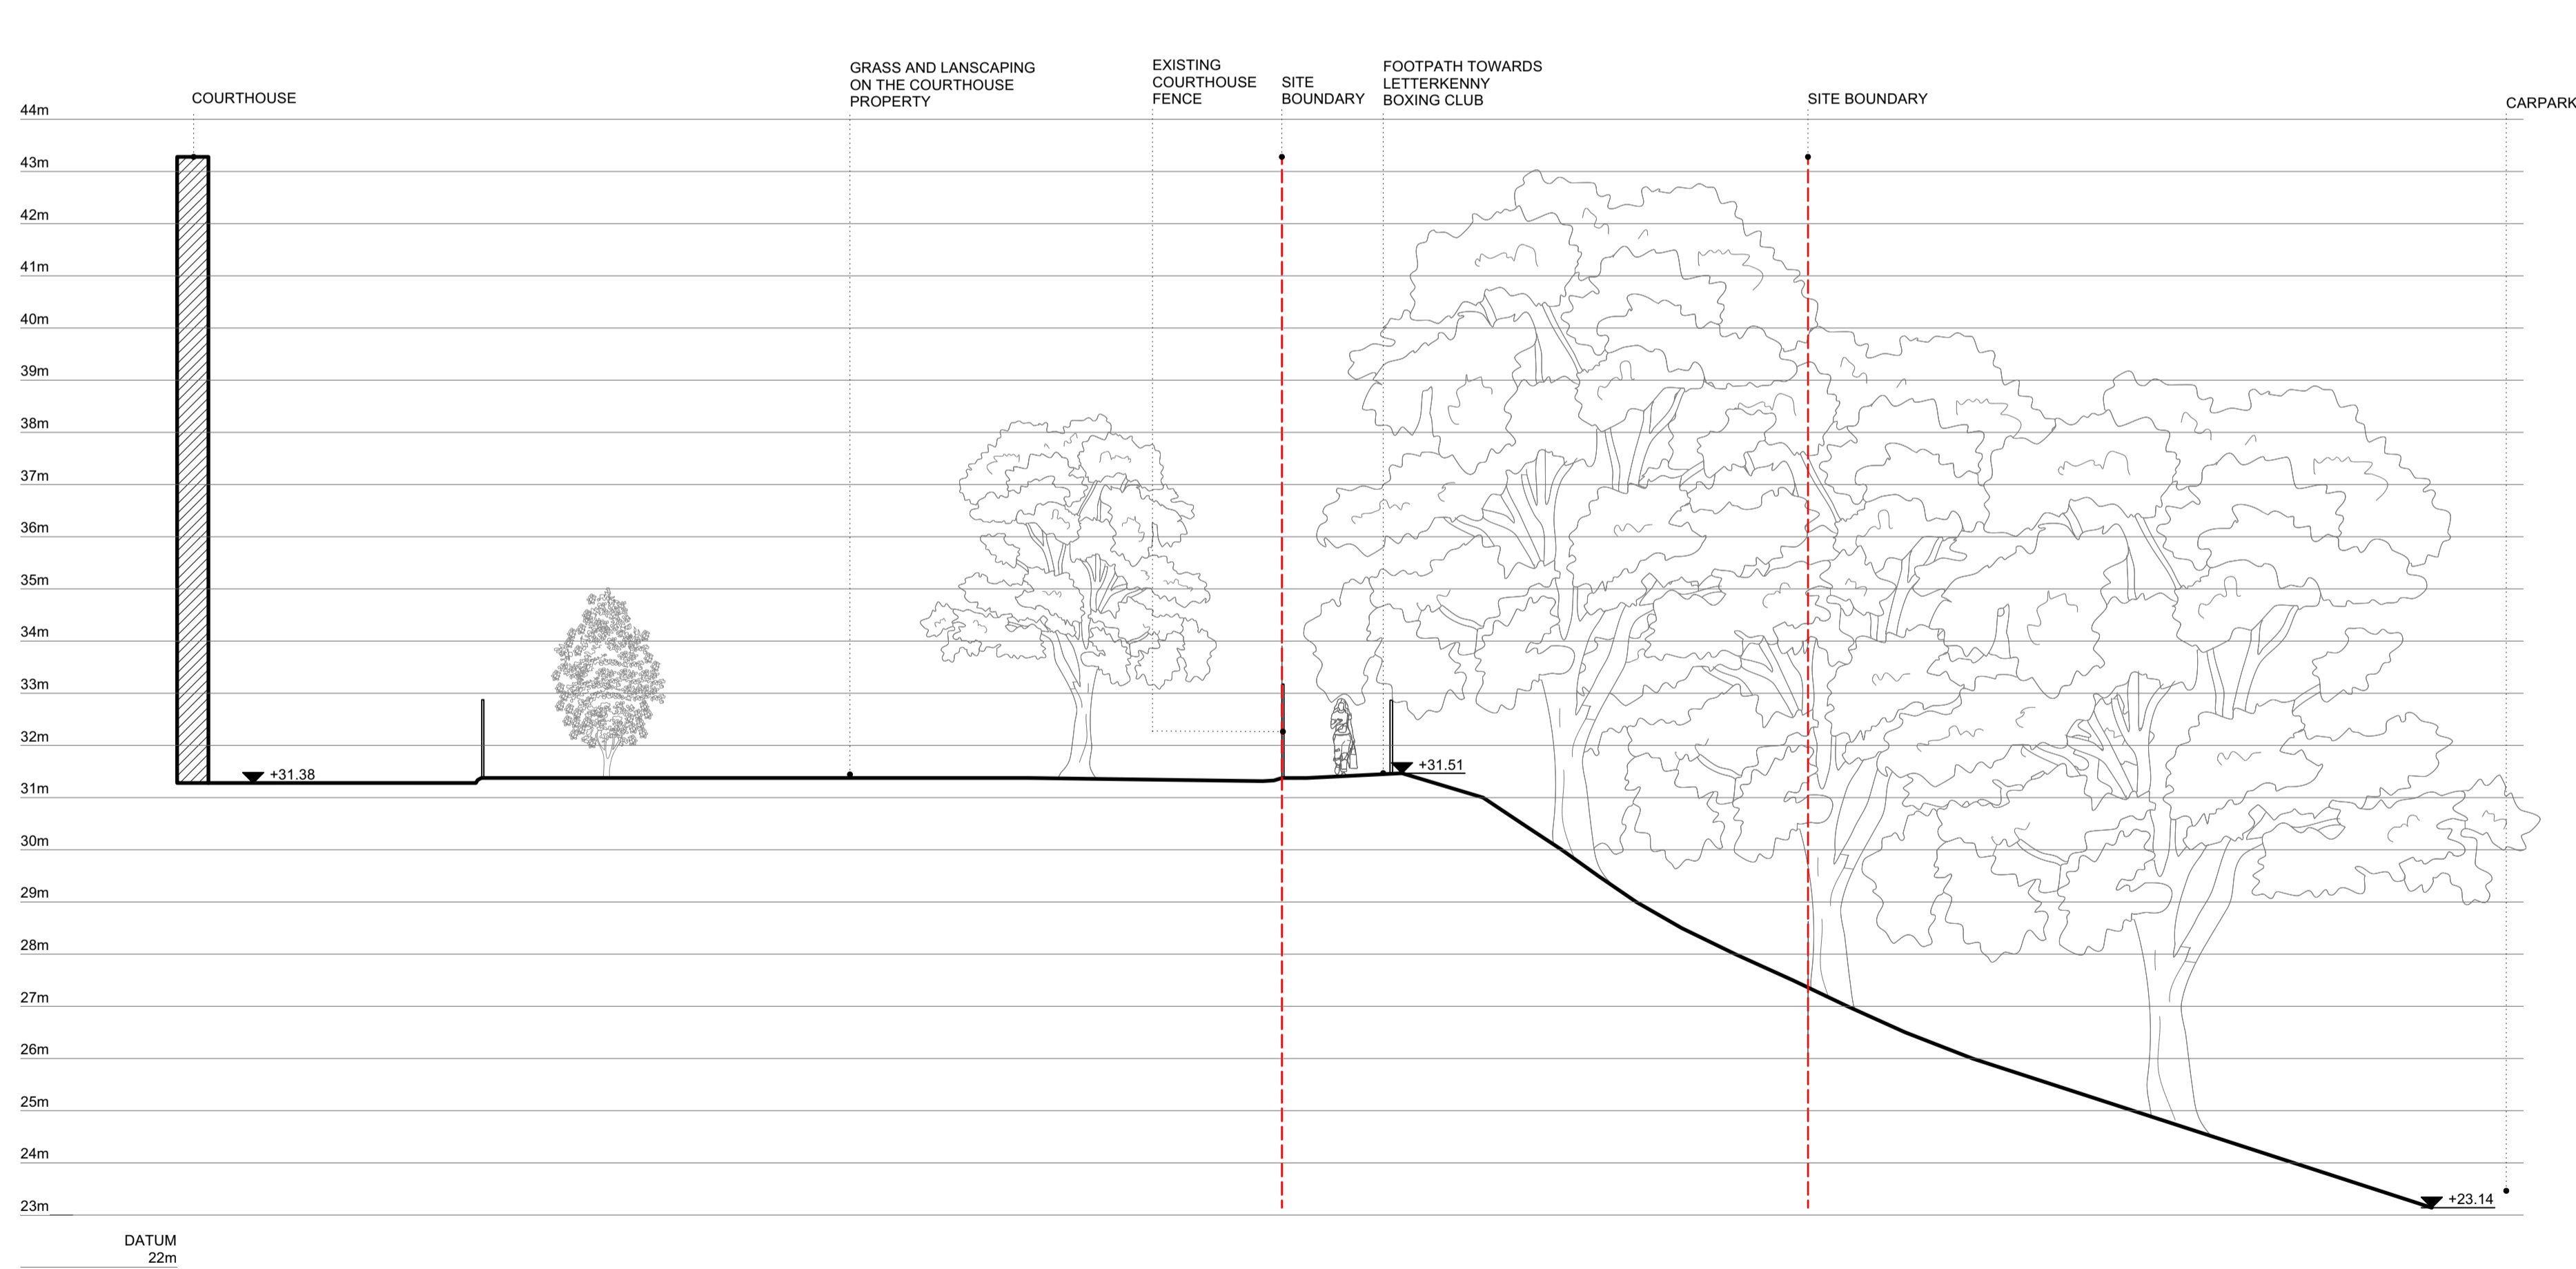 COURTHOUSE
GRASS AND LANSCAPING
ON THE COURTHOUSE
PROPERTY
EXISTING
COURTHOUSE
FENCE
SITE
BOUNDARY
FOOTPATH TOWARDS
LETTERKENNY
BOXING CLUB
SITE BOUNDARY
CARPARK
44m
43m
42m
41m
40m
39m
38m
37m
36m
35m
34m
33m
32m
+31.38
+31.51
31m
30m
29m
28m
27m
26m
25m
24m
23m
+23.14
DATUM
22m